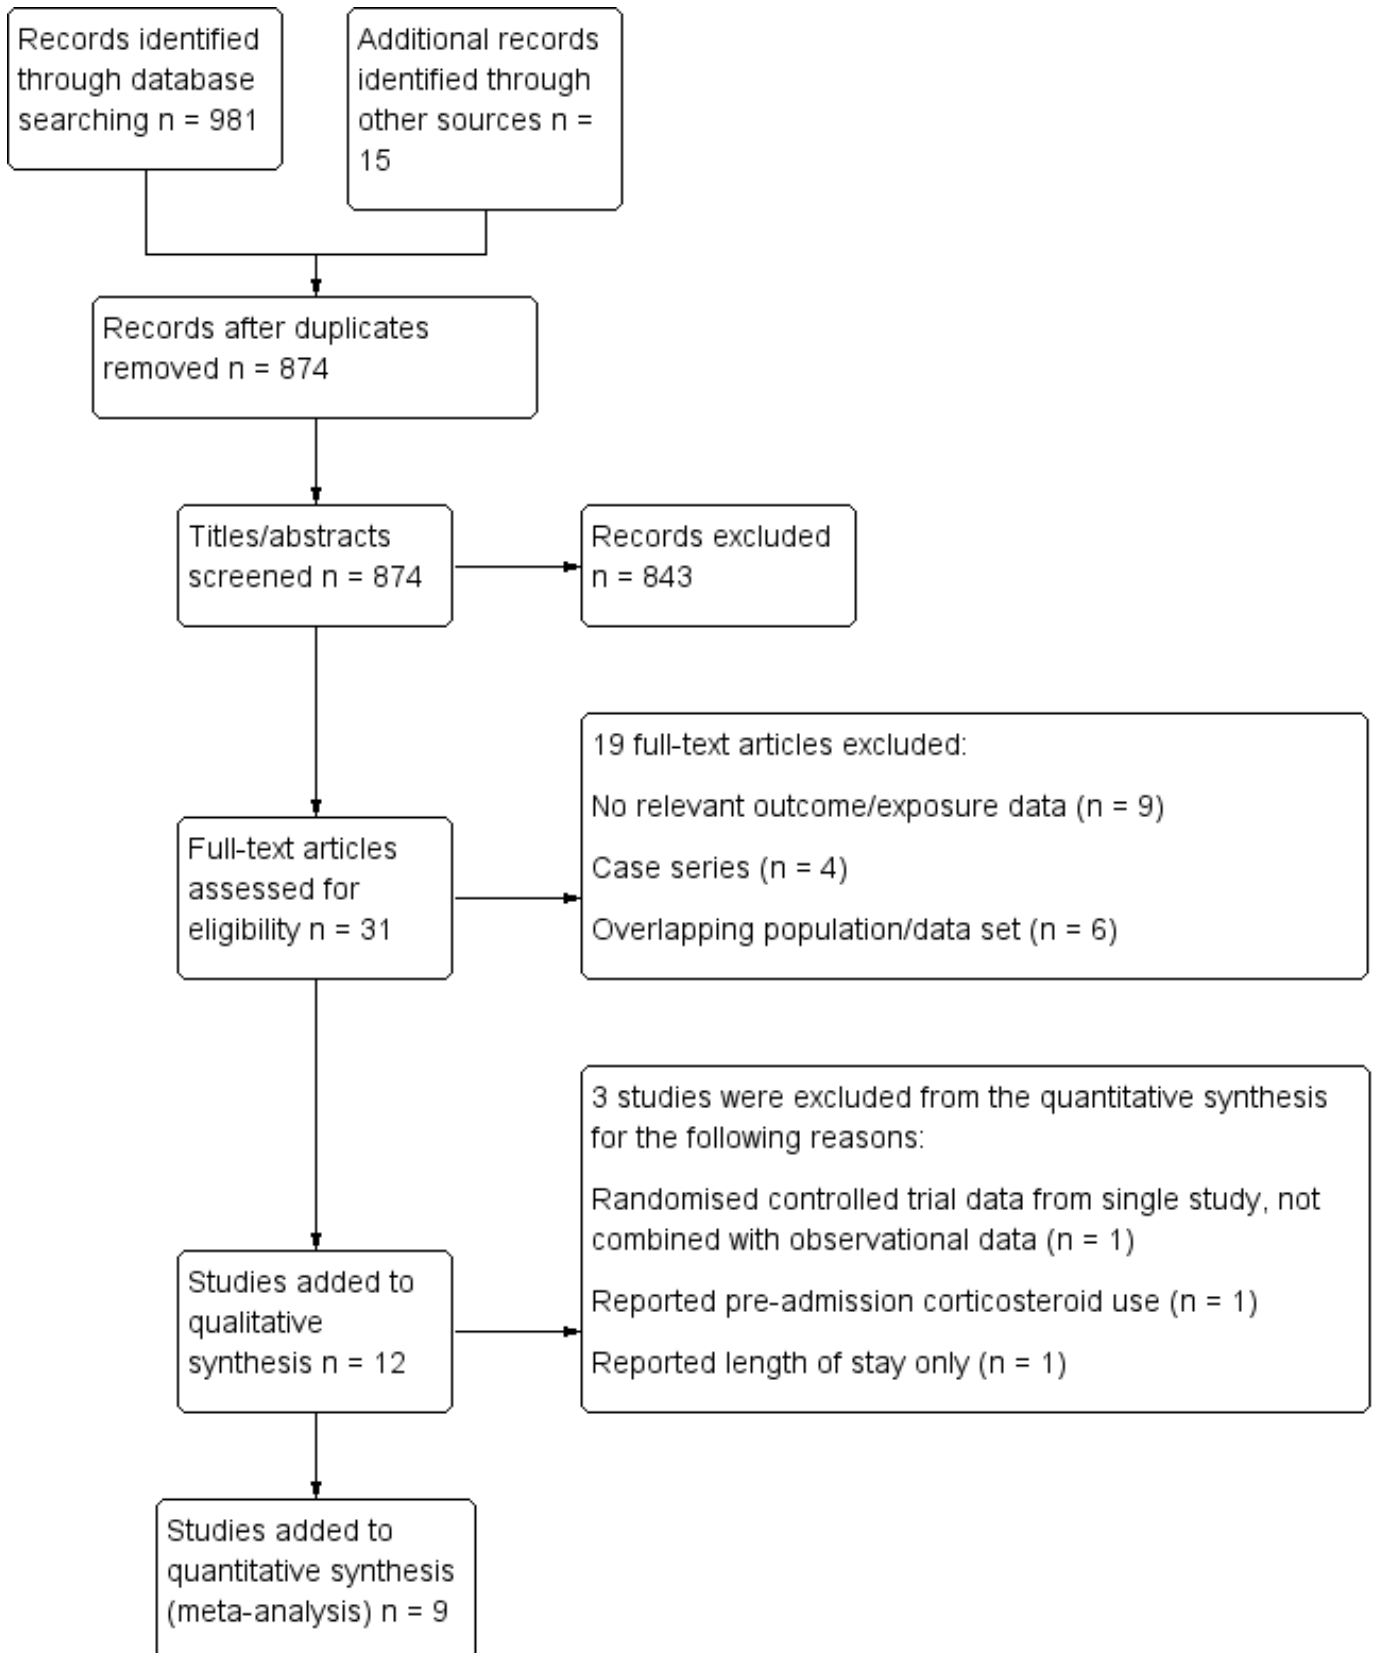 Records identified
through database
searching n = 981
Additional records
identified through
other sources n =
15
Records after duplicates
removed n = 874
Titles/abstracts
screened n = 874
Records excluded
n = 843
19 full-text articles excluded:
No relevant outcome/exposure data (n = 9)
Case series (n = 4)
Overlapping population/data set (n = 6)
Full-text articles
assessed for
eligibility n = 31
3 studies were excluded from the quantitative synthesis
for the following reasons:
Randomised controlled trial data from single study, not
combined with observational data (n = 1)
Reported pre-admission corticosteroid use (n = 1)
Reported length of stay only (n = 1)
Studies added to
qualitative
synthesis n = 12
Studies added to
quantitative synthesis
(meta-analysis) n = 9